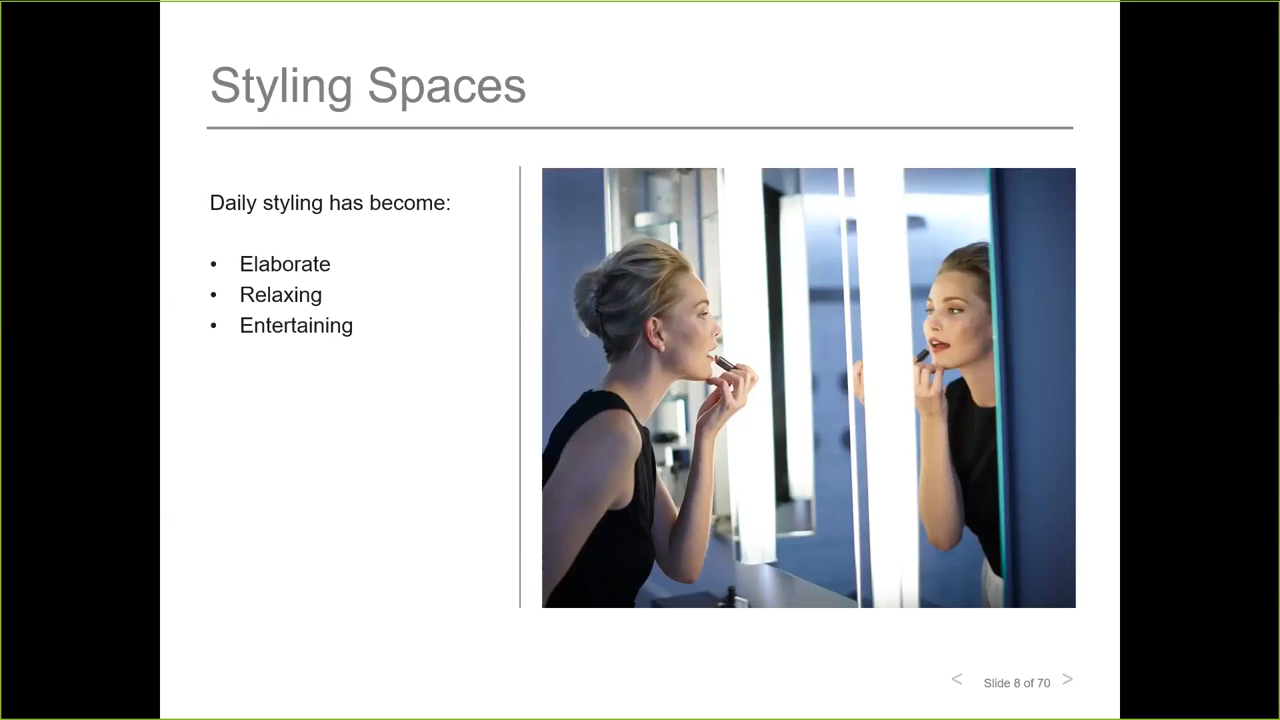 Styling Spaces
Daily styling has become:
• Elaborate
• Relaxing
• Entertaining
< Slide 8 of 70 >